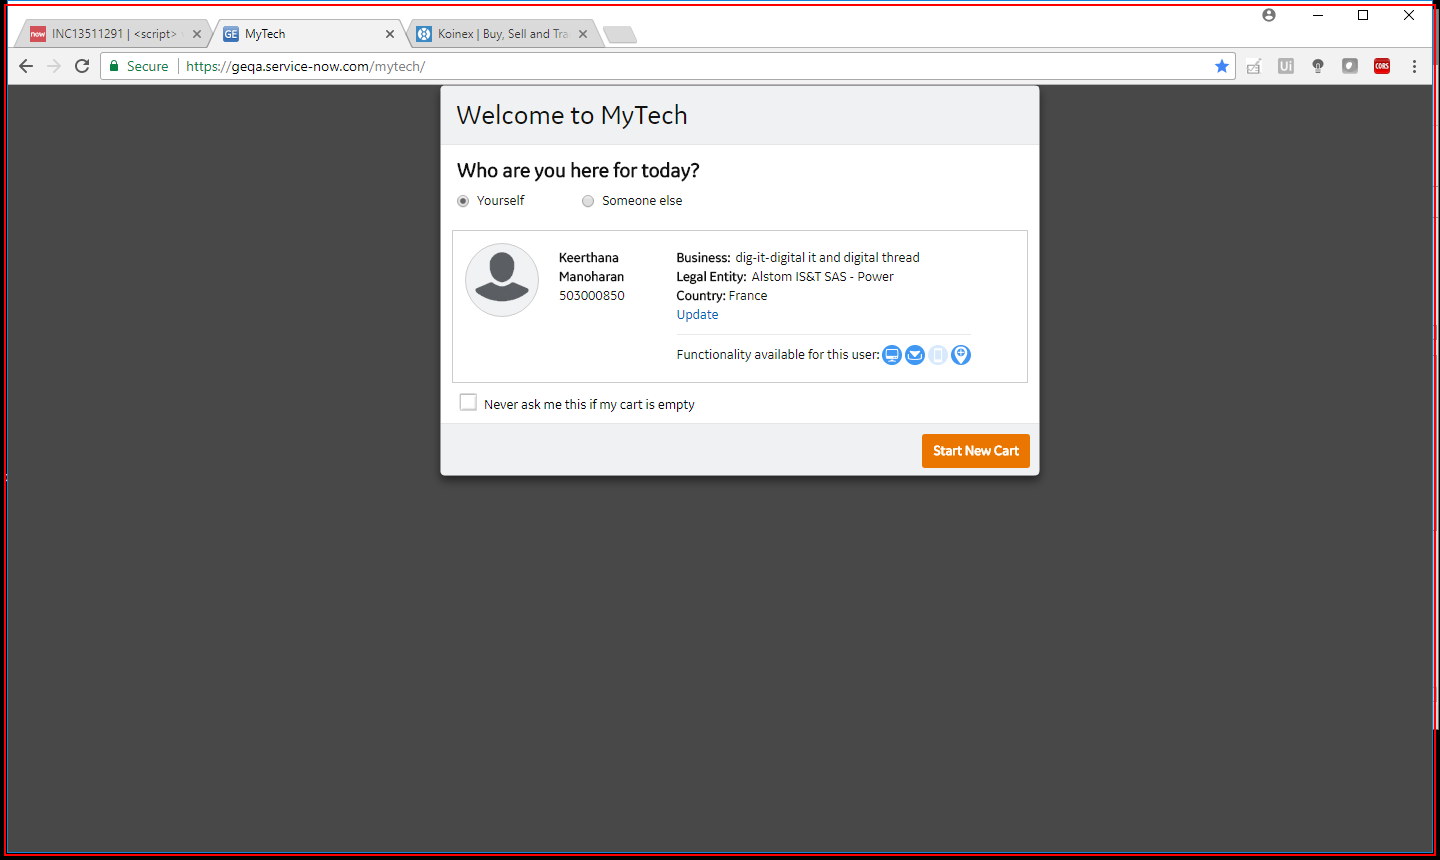 now INC13511291 | <script>
GE MyTech
Koinex | Buy, Sell and Tra
Secure https://geqa.service-now.com/mytech/
Ui
CORS
Welcome to MyTech
Who are you here for today?
Yourself Someone else
Keerthana
Manoharan
503000850
Business: dig-it-digital it and digital thread
Legal Entity: Alstom IS&T SAS - Power
Country: France
Update
Functionality available for this user:
Never ask me this if my cart is empty
Start New Cart